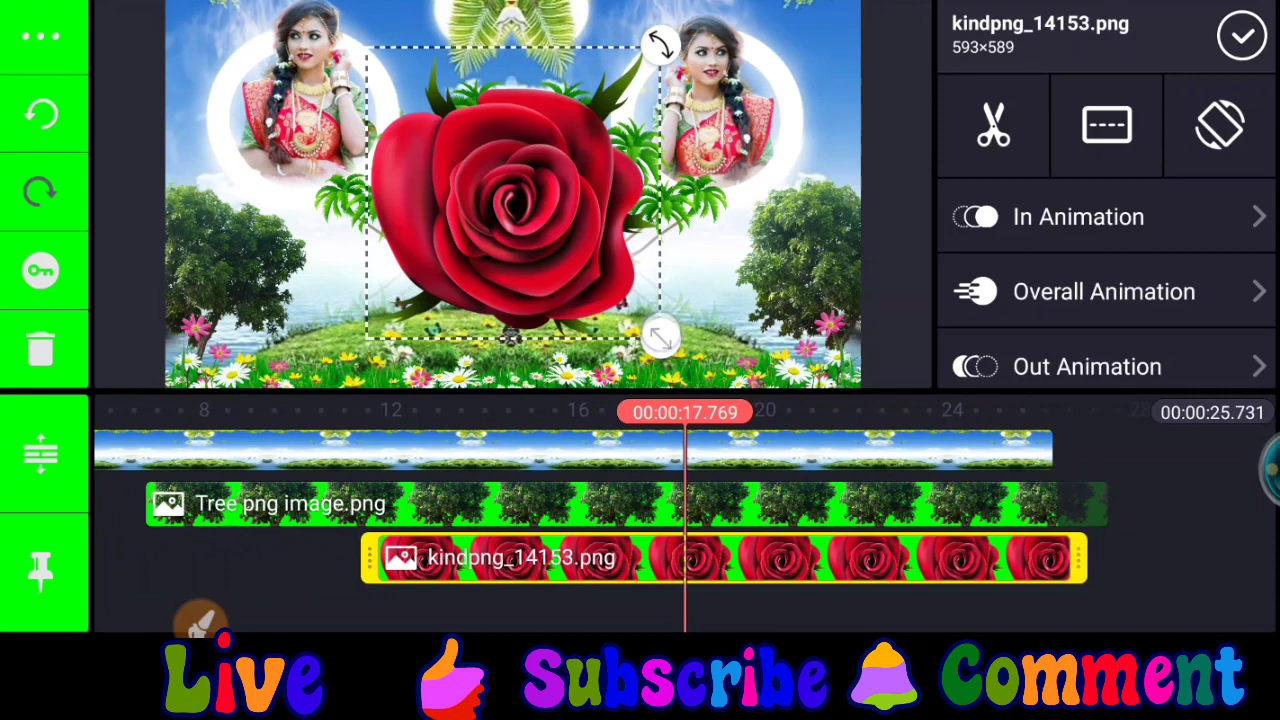 kindpng_14153.png
593×589
In Animation
Overall Animation
Out Animation
8 12 16 20 24 28
00:00:17.769
00:00:25.731
Tree png image.png
kindpng_14153.png
Live Subscribe Comment